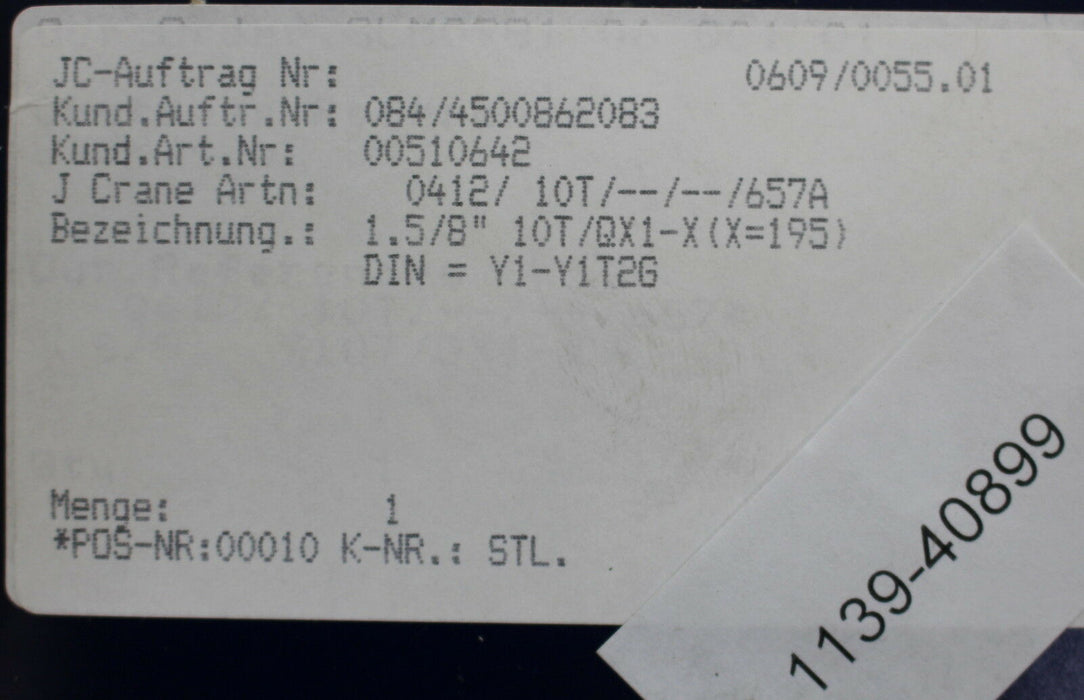 JC-Auftrag Nr: 0609/0055.01
Kund.Auftr.Nr: 084/4500862083
Kund.Art.Nr: 00510642
J Crane Artn: 0412/ 10T/--/--/657A
Bezeichnung.: 1.5/8" 10T/QX1-X(X=195)
DIN = Y1-Y1T2G
Menge: 1
*POS-NR:00010 K-NR.: STL.
1139-40899